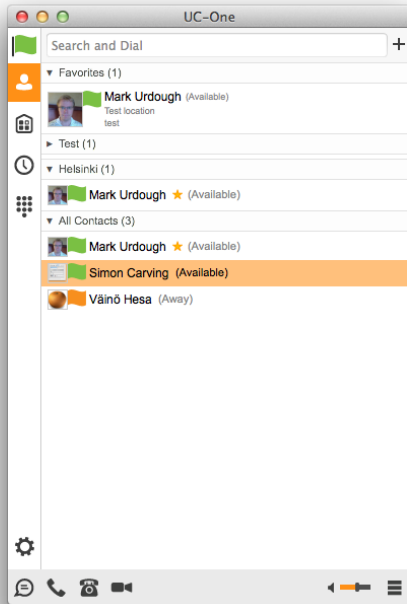 UC-One
Search and Dial
Favorites (1)
Mark Urdough (Available)
Test location
test
Test (1)
Helsinki (1)
Mark Urdough (Available)
All Contacts (3)
Mark Urdough (Available)
Simon Carving (Available)
Väinö Hesa (Away)